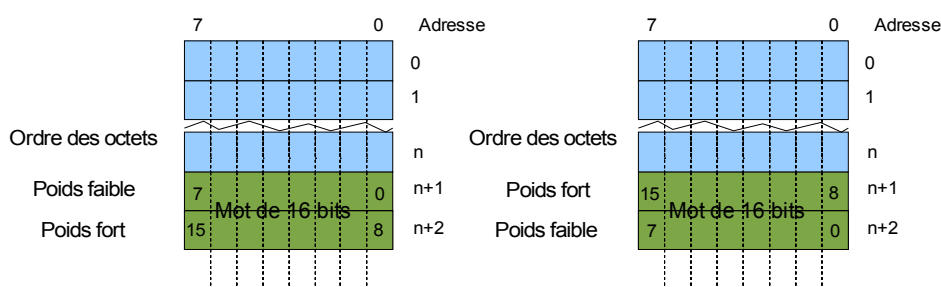 7 0 Adresse
0
1
Ordre des octets
n
Poids faible 7 0 n+1
Mot de 16 bits
Poids fort 15 8 n+2
7 0 Adresse
0
1
Ordre des octets
n
Poids fort 15 8 n+1
Mot de 16 bits
Poids faible 7 0 n+2